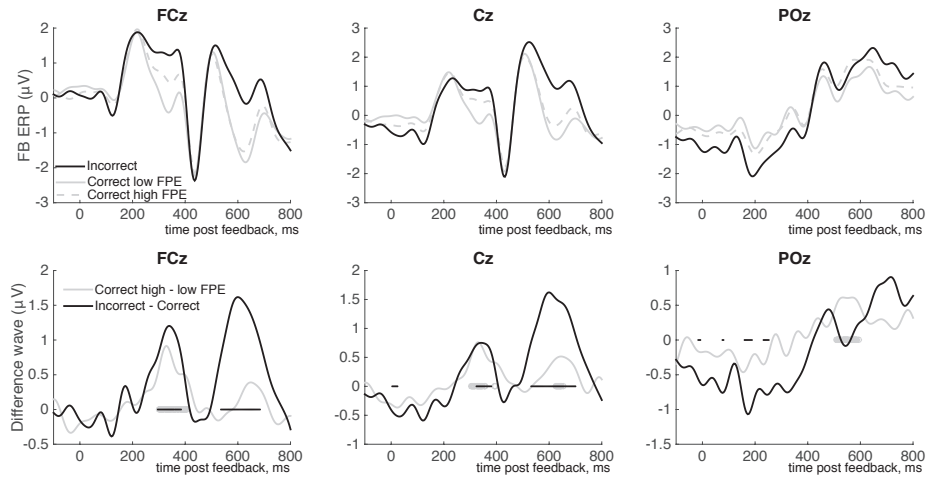 FCz
Cz
POz
FB ERP (μV)
2
1
0
-1
-2
-3
3
2
1
0
-1
-2
-3
3
2
1
0
-1
-2
-3
Incorrect
Correct low FPE
Correct high FPE
0 200 400 600 800
0 200 400 600 800
0 200 400 600 800
time post feedback, ms
time post feedback, ms
time post feedback, ms
FCz
Cz
POz
Difference wave (μV)
2
1.5
1
0.5
0
-0.5
2
1.5
1
0.5
0
-0.5
-1
1
0.5
0
-0.5
-1
-1.5
Correct high - low FPE
Incorrect - Correct
0 200 400 600 800
0 200 400 600 800
0 200 400 600 800
time post feedback, ms
time post feedback, ms
time post feedback, ms